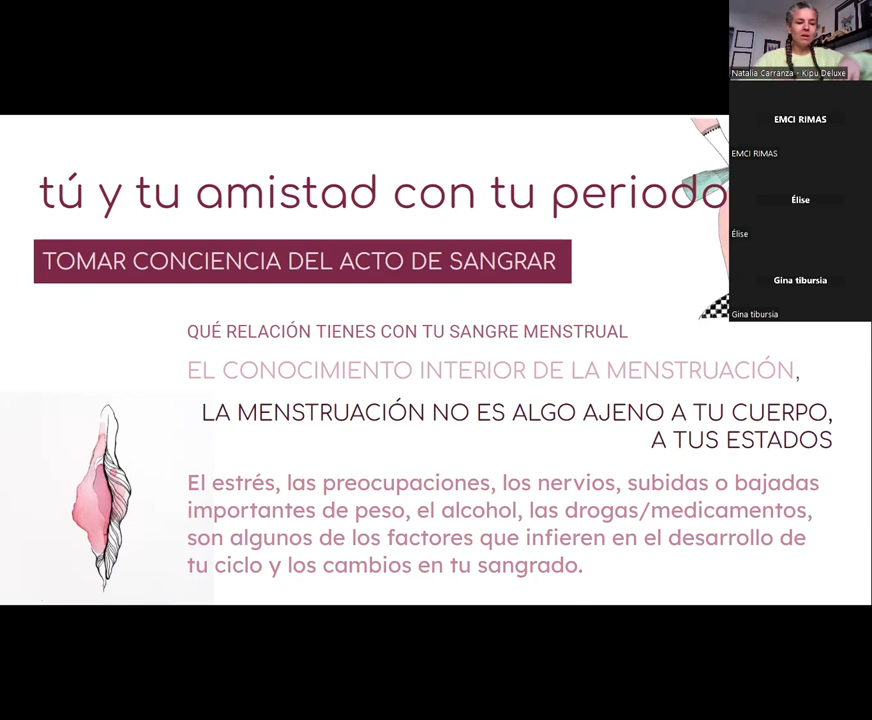 tú y tu amistad con tu periodo
TOMAR CONCIENCIA DEL ACTO DE SANGRAR
QUÉ RELACIÓN TIENES CON TU SANGRE MENSTRUAL
EL CONOCIMIENTO INTERIOR DE LA MENSTRUACIÓN,
LA MENSTRUACIÓN NO ES ALGO AJENO A TU CUERPO,
A TUS ESTADOS
El estrés, las preocupaciones, los nervios, subidas o bajadas
importantes de peso, el alcohol, las drogas/medicamentos,
son algunos de los factores que infieren en el desarrollo de
tu ciclo y los cambios en tu sangrado.
Natalia Carranza - Kipu Deluxe
EMCI RIMAS
EMCI RIMAS
Élise
Élise
Gina tibursia
Gina tibursia